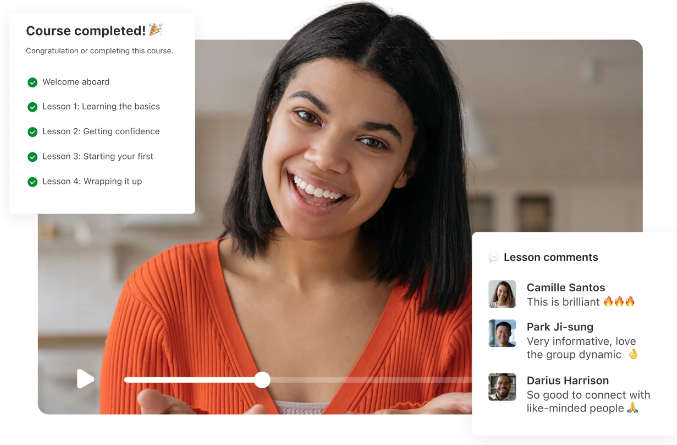 Course completed! 🎉
Congratulation or completing this course.
Welcome aboard
Lesson 1: Learning the basics
Lesson 2: Getting confidence
Lesson 3: Starting your first
Lesson 4: Wrapping it up
Lesson comments
Camille Santos
This is brilliant 🔥🔥🔥
Park Ji-sung
Very informative, love
the group dynamic 👌
Darius Harrison
So good to connect with
like-minded people 🙏